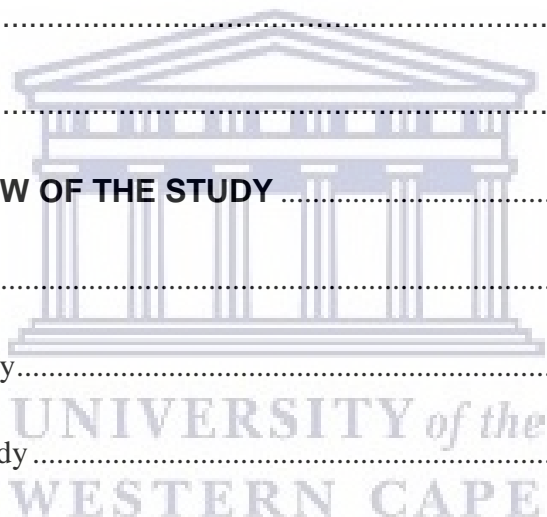 ................................................................
................................................................
W OF THE STUDY ................................
................................................................
y................................................................
UNIVERSITY of the
dy................................................................
WESTERN CAPE